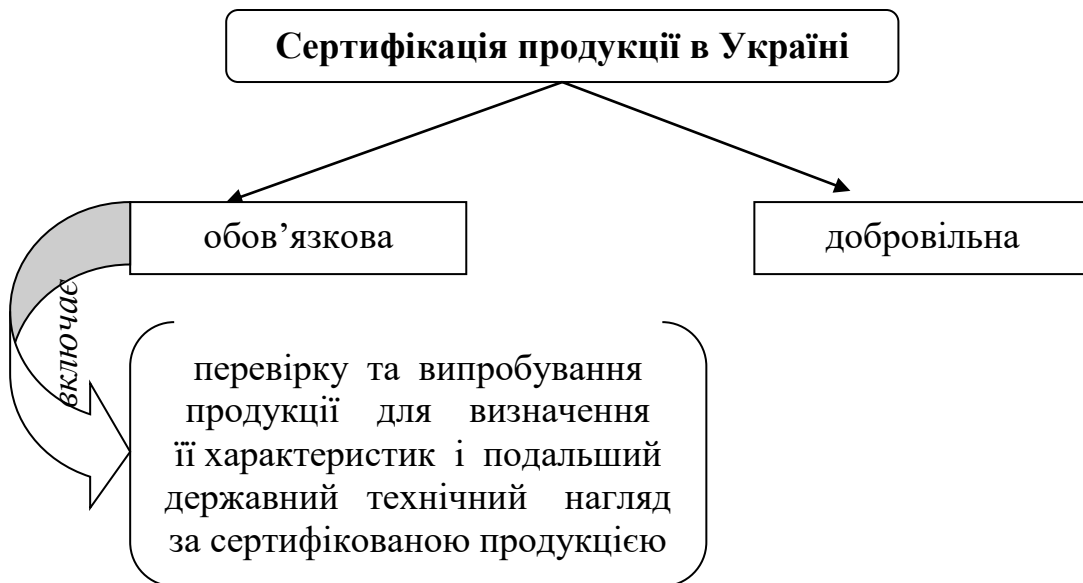 Сертифікація продукції в Україні
обов’язкова
добровільна
включає
перевірку та випробування
продукції для визначення
її характеристик і подальший
державний технічний нагляд
за сертифікованою продукцією